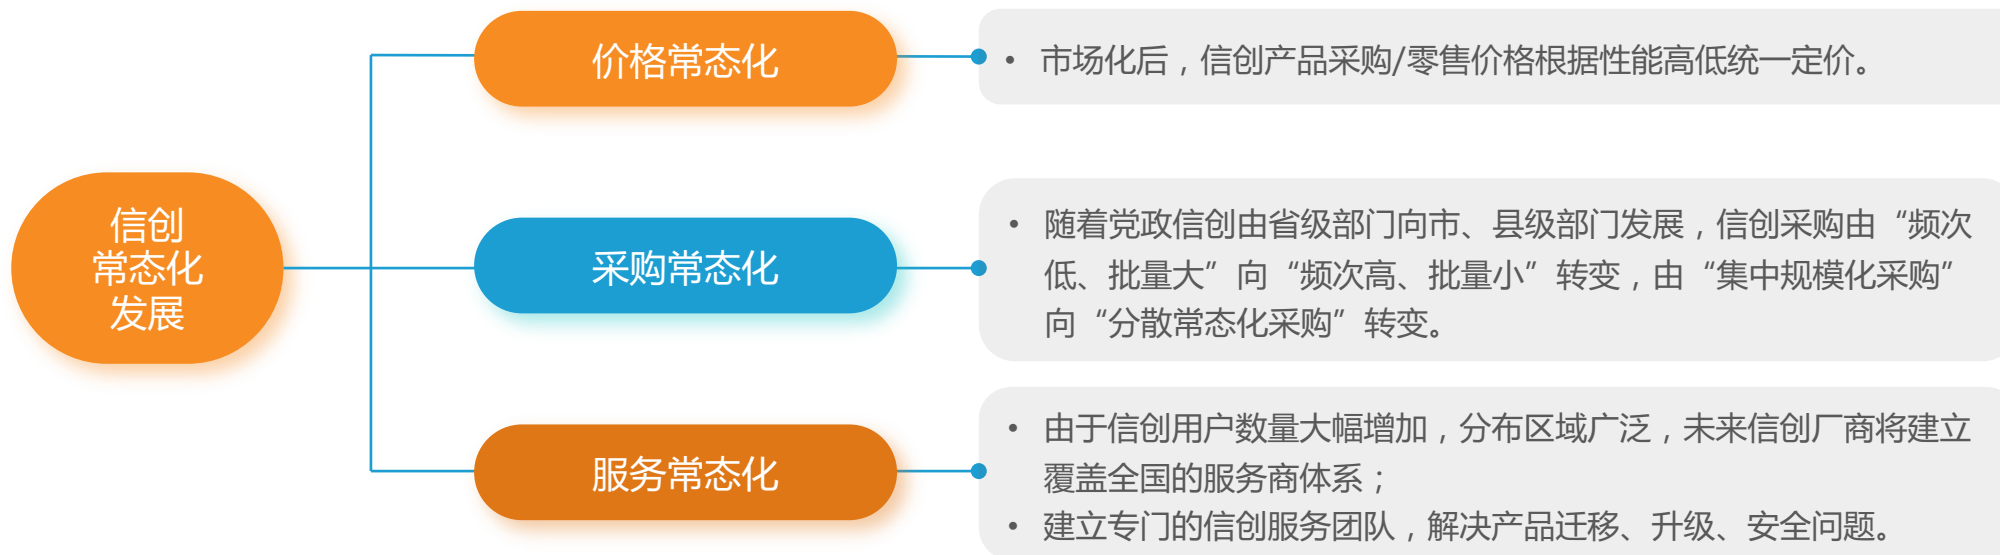 信创
常态化
发展
价格常态化
• 市场化后，信创产品采购/零售价格根据性能高低统一定价。
采购常态化
• 随着党政信创由省级部门向市、县级部门发展，信创采购由“频次
低、批量大”向“频次高、批量小”转变，由“集中规模化采购”
向“分散常态化采购”转变。
服务常态化
• 由于信创用户数量大幅增加，分布区域广泛，未来信创厂商将建立
覆盖全国的服务商体系；
• 建立专门的信创服务团队，解决产品迁移、升级、安全问题。